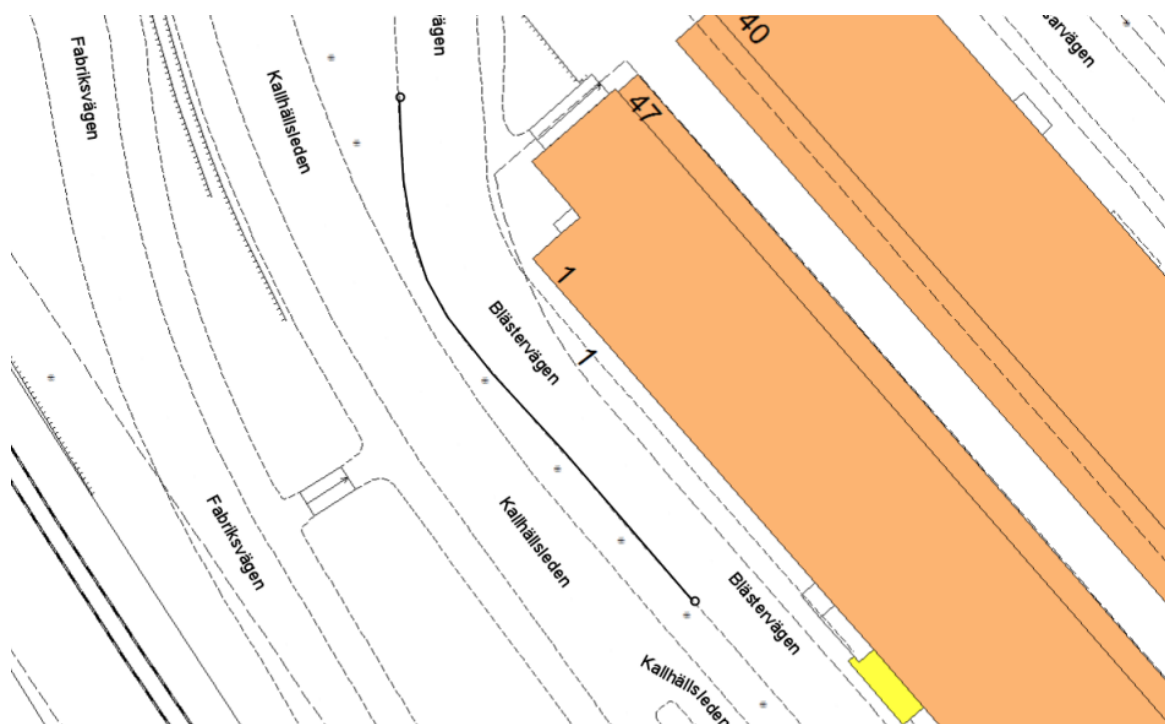 Fabriksvägen
Kallhällsleden
vägen
40
arvägen
47
1
Blästervägen
1
Fabriksvägen
Kallhällsleden
Blästervägen
Kallhällsleden